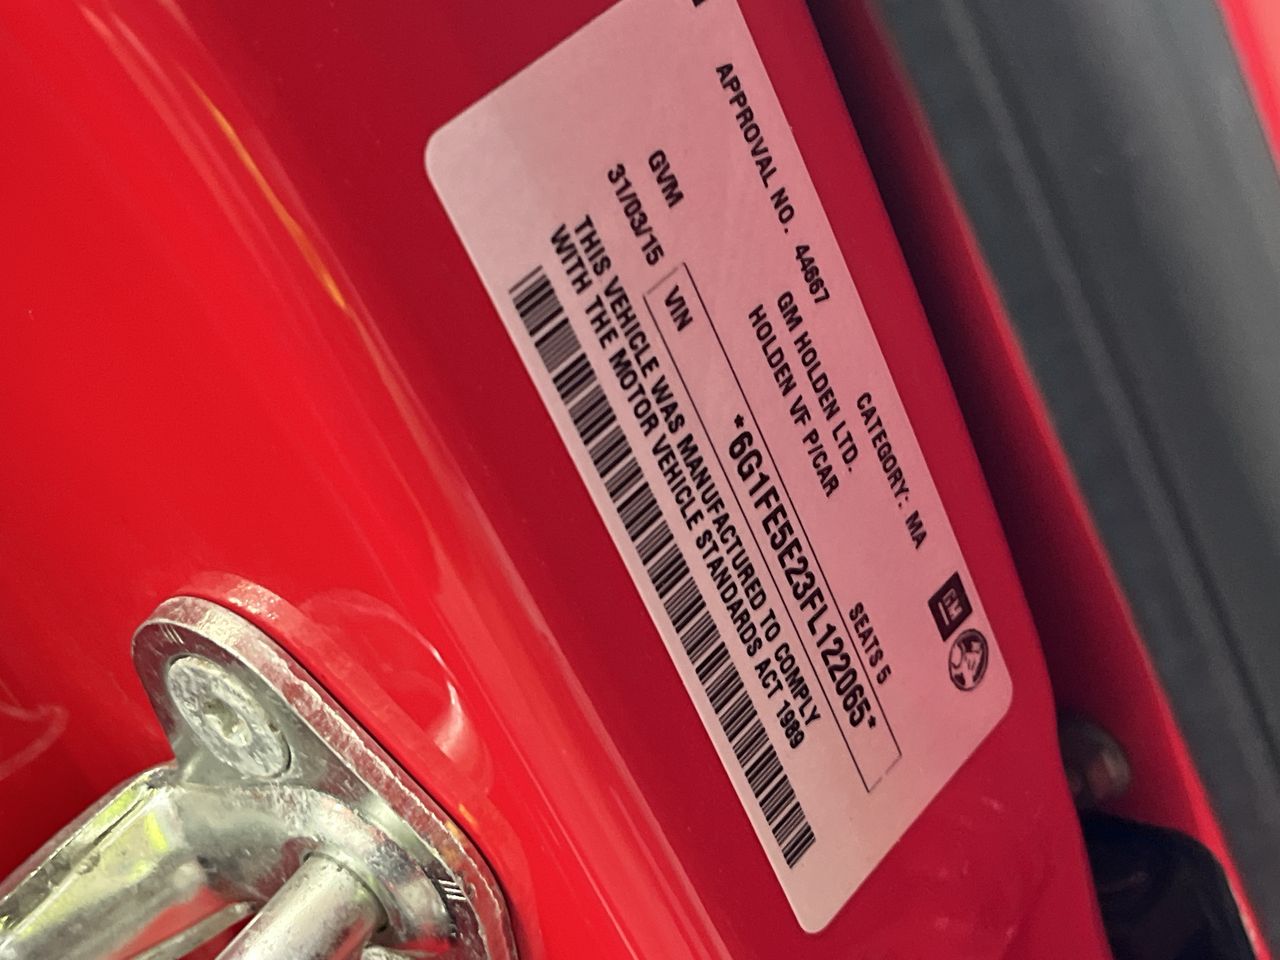 APPROVAL NO. 44667 CATEGORY: MA
GM
GM HOLDEN LTD.
HOLDEN VF P/CAR SEATS 5
GVM
31/03/15 VIN *6G1FE5E23FL122065*
THIS VEHICLE WAS MANUFACTURED TO COMPLY
WITH THE MOTOR VEHICLE STANDARDS ACT 1989